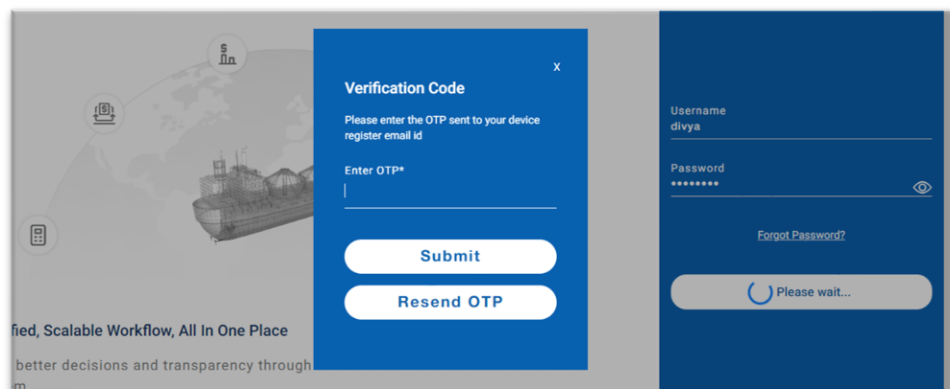 x
Verification Code
Please enter the OTP sent to your device
register email id
Enter OTP*
Submit
Resend OTP
Username
divya
Password
Forgot Password?
Please wait...
fied, Scalable Workflow, All In One Place
better decisions and transparency through
m